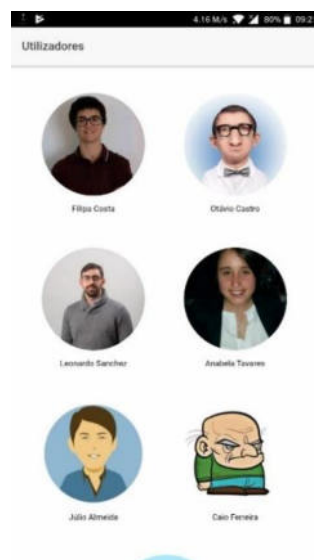 4.16 M/s 80% 09:2
Utilizadores
Filipa Costa
Otávio Castro
Leonardo Sanchez
Anabela Tavares
Júlio Almeida
Caio Ferreira